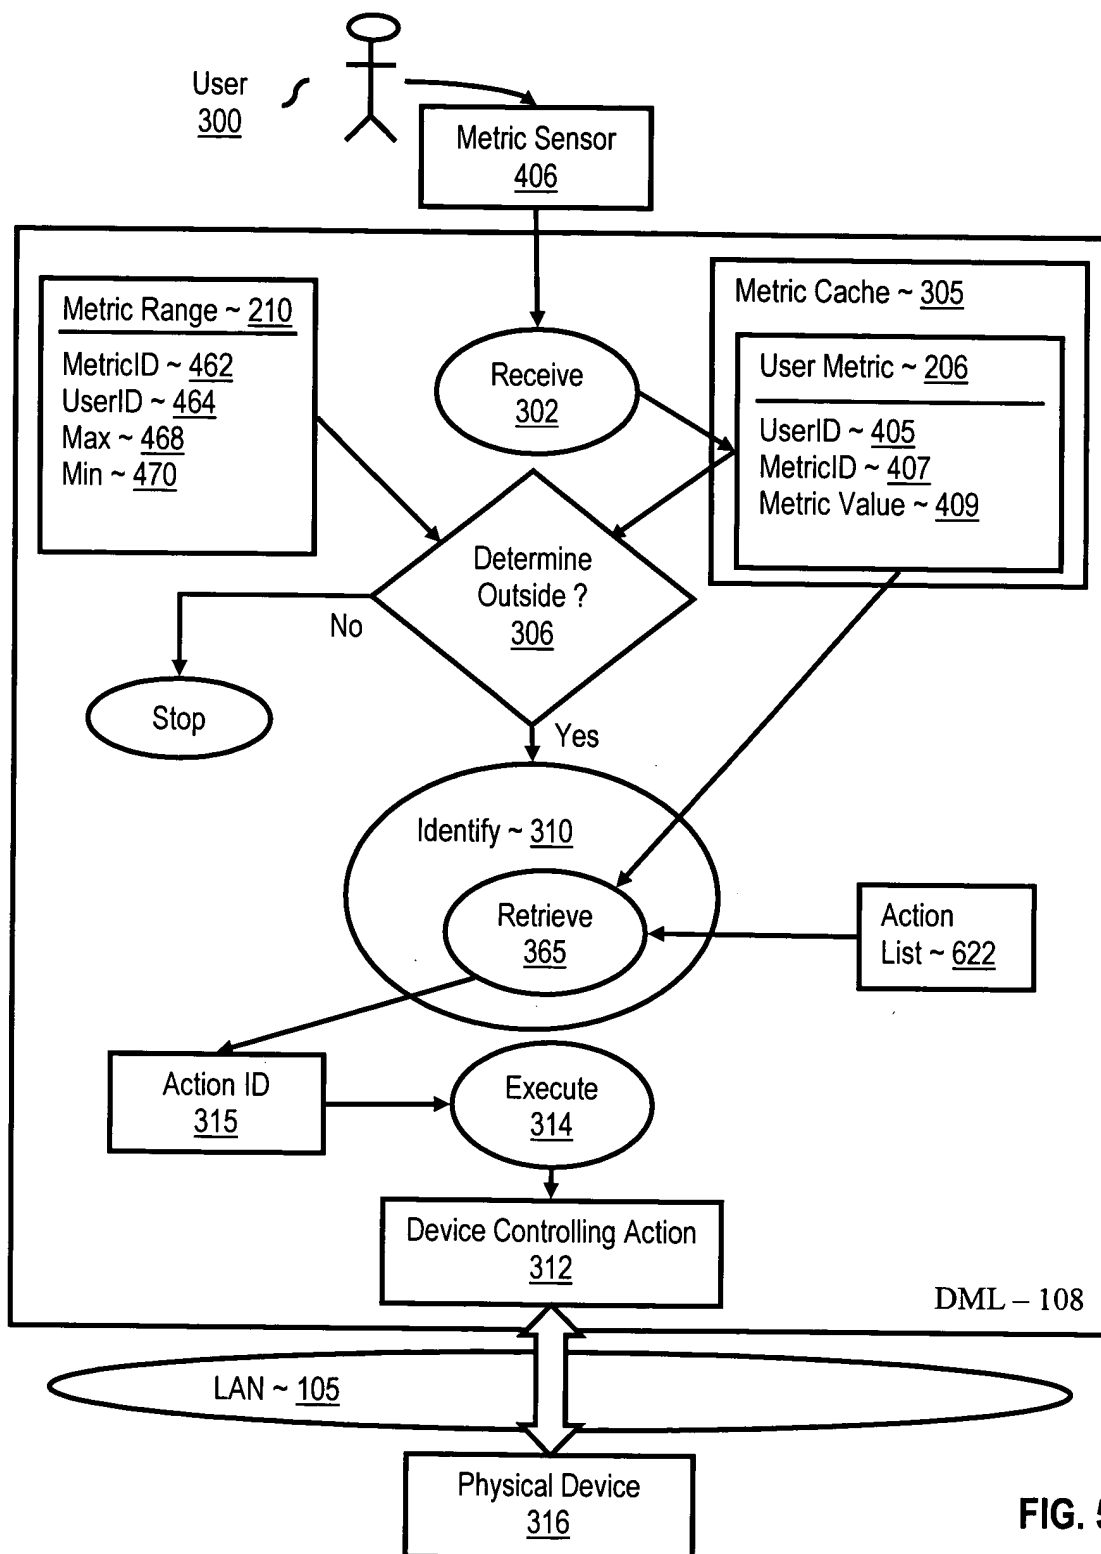 User
300
Metric Sensor
406
Metric Range ~ 210
MetricID ~ 462
UserID ~ 464
Max ~ 468
Min ~ 470
Receive
302
Metric Cache ~ 305
User Metric ~ 206
UserID ~ 405
MetricID ~ 407
Metric Value ~ 409
Determine
Outside ?
306
No
Stop
Yes
Identify ~ 310
Retrieve
365
Action
List ~ 622
Action ID
315
Execute
314
Device Controlling Action
312
DML – 108
LAN ~ 105
Physical Device
316
FIG. 5